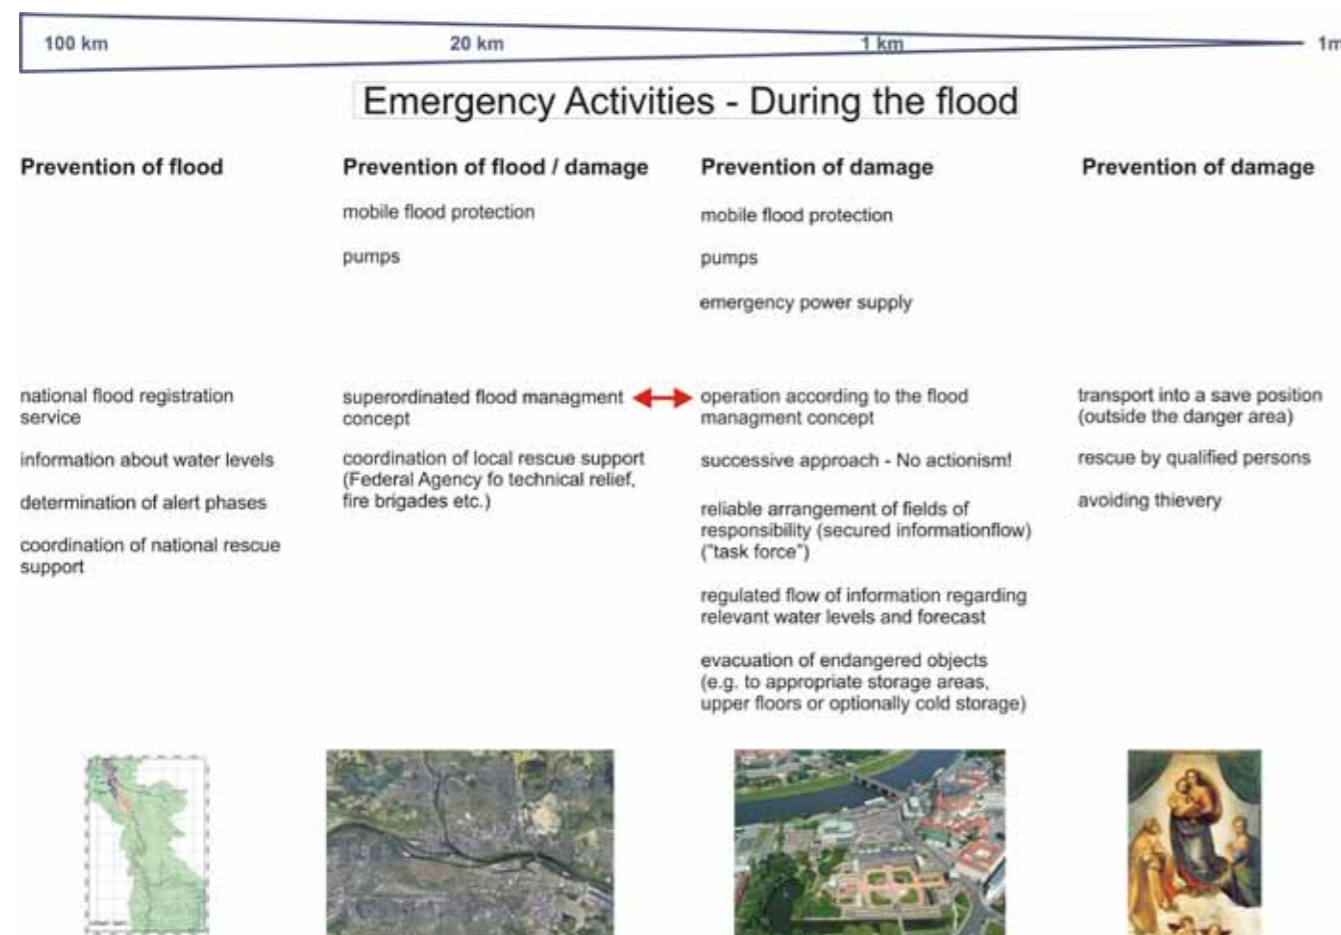 100 km
20 km
1 km
1m
Emergency Activities - During the flood
Prevention of flood
Prevention of flood / damage
Prevention of damage
Prevention of damage
mobile flood protection
pumps
mobile flood protection
pumps
emergency power supply
national flood registration
service
information about water levels
determination of alert phases
coordination of national rescue
support
superordinated flood managment
concept
coordination of local rescue support
(Federal Agency fo technical relief,
fire brigades etc.)
operation according to the flood
managment concept
successive approach - No actionism!
reliable arrangement of fields of
responsibility (secured informationflow)
("task force")
regulated flow of information regarding
relevant water levels and forecast
evacuation of endangered objects
(e.g. to appropriate storage areas,
upper floors or optionally cold storage)
transport into a save position
(outside the danger area)
rescue by qualified persons
avoiding thievery